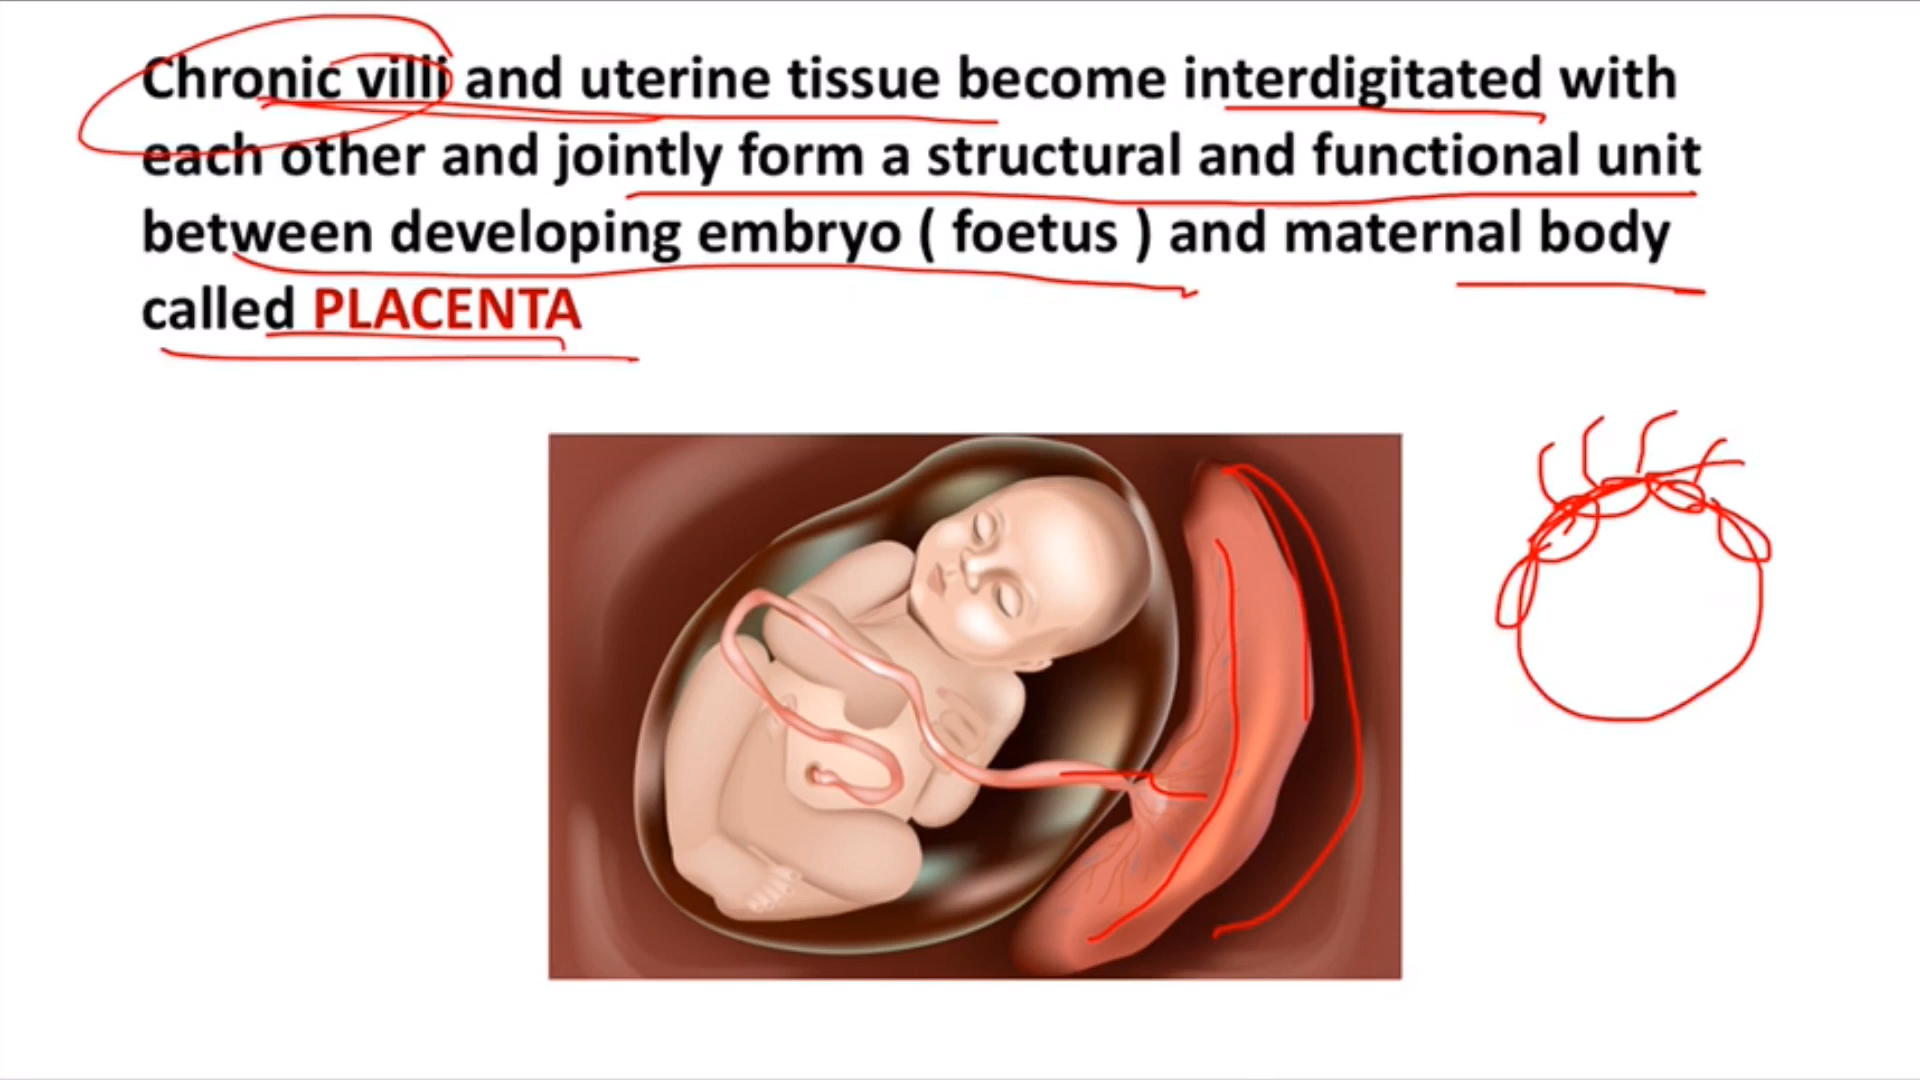 Chronic villi and uterine tissue become interdigitated with
each other and jointly form a structural and functional unit
between developing embryo ( foetus ) and maternal body
called PLACENTA